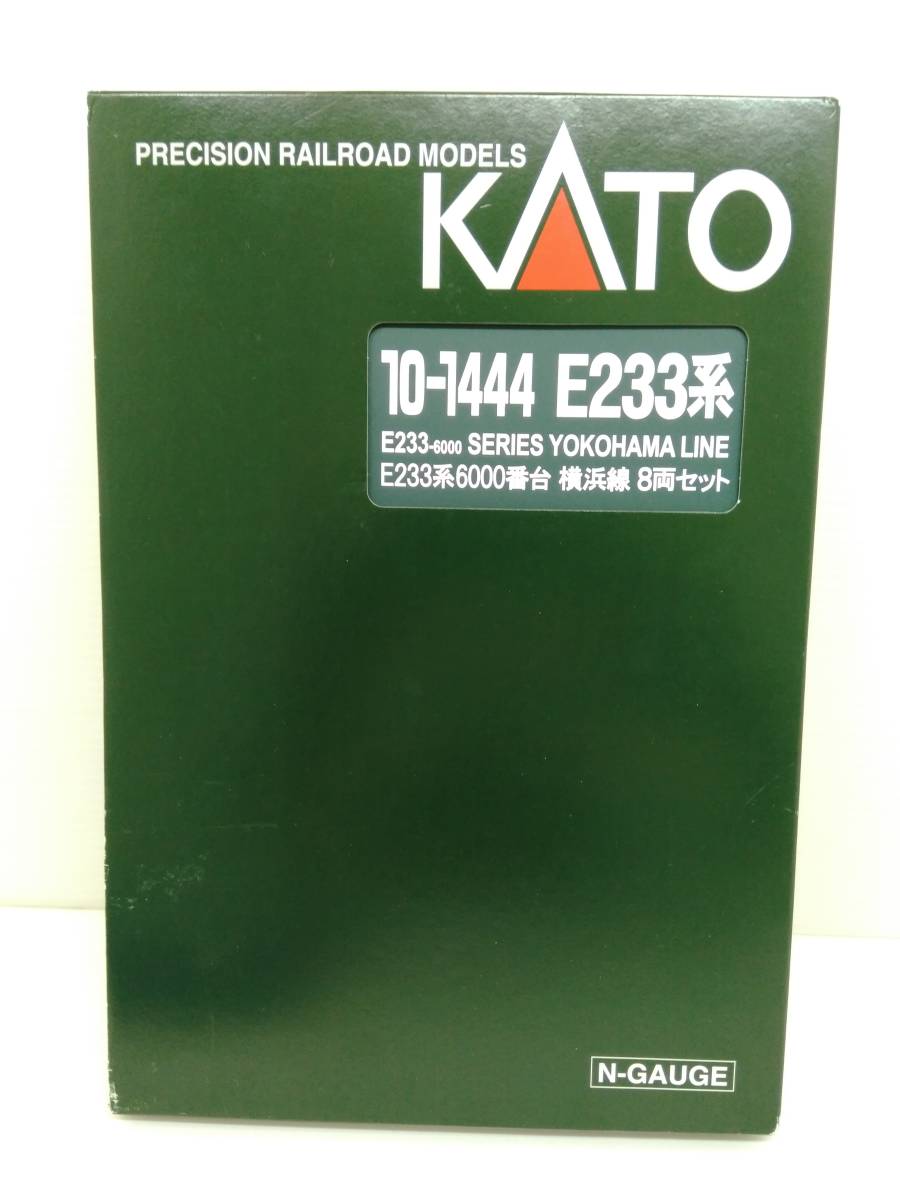 PRECISION RAILROAD MODELS
KATO
10-1444 E233系
E233-6000 SERIES YOKOHAMA LINE
E233系6000番台 横浜線 8両セット
N-GAUGE